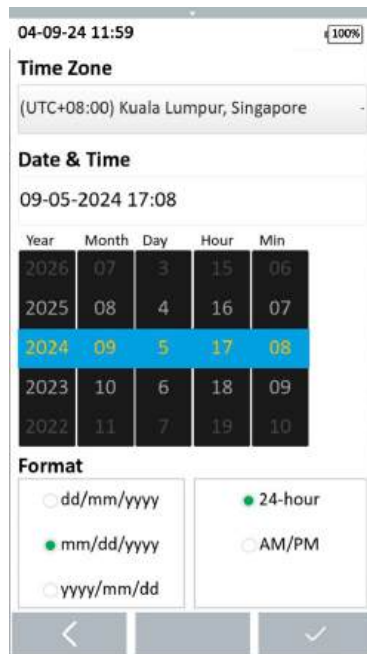 04-09-24 11:59 100%
Time Zone
(UTC+08:00) Kuala Lumpur, Singapore
Date & Time
09-05-2024 17:08
Year Month Day Hour Min
2026 07 3 15 06
2025 08 4 16 07
2024 09 5 17 08
2023 10 6 18 09
2022 11 7 19 10
Format
dd/mm/yyyy 24-hour
mm/dd/yyyy AM/PM
yyyy/mm/dd